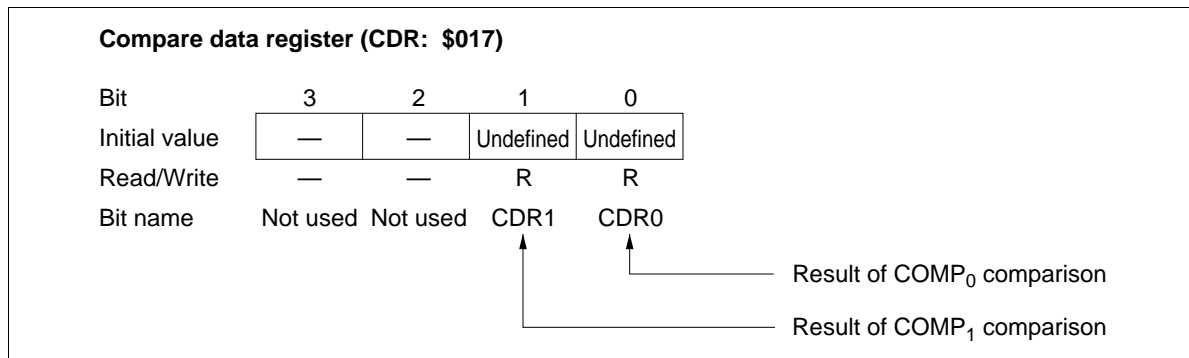 Compare data register (CDR: $017)
Bit 3 2 1 0
Initial value — — Undefined Undefined
Read/Write — — R R
Bit name Not used Not used CDR1 CDR0
Result of COMP₀ comparison
Result of COMP₁ comparison